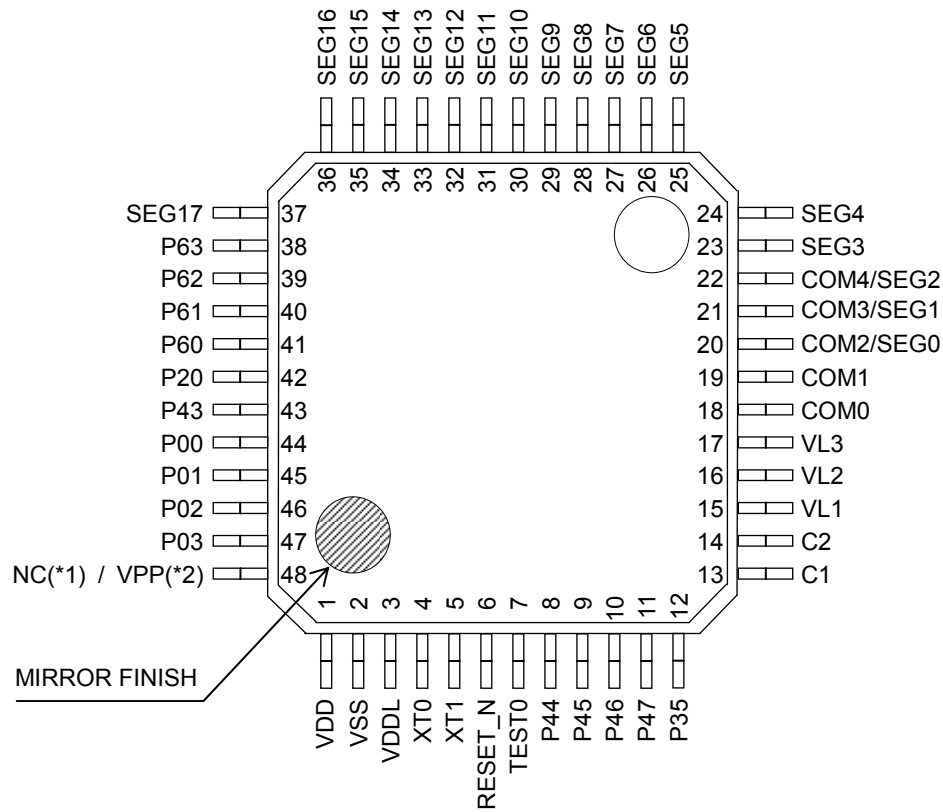 SEG16
SEG15
SEG14
SEG13
SEG12
SEG11
SEG10
SEG9
SEG8
SEG7
SEG6
SEG5
36
35
34
33
32
31
30
29
28
27
26
25
SEG17 37
P63 38
P62 39
P61 40
P60 41
P20 42
P43 43
P00 44
P01 45
P02 46
P03 47
NC(*1) / VPP(*2) 48
24 SEG4
23 SEG3
22 COM4/SEG2
21 COM3/SEG1
20 COM2/SEG0
19 COM1
18 COM0
17 VL3
16 VL2
15 VL1
14 C2
13 C1
1
2
3
4
5
6
7
8
9
10
11
12
MIRROR FINISH
VDD
VSS
VDDL
XT0
XT1
RESET_N
TEST0
P44
P45
P46
P47
P35